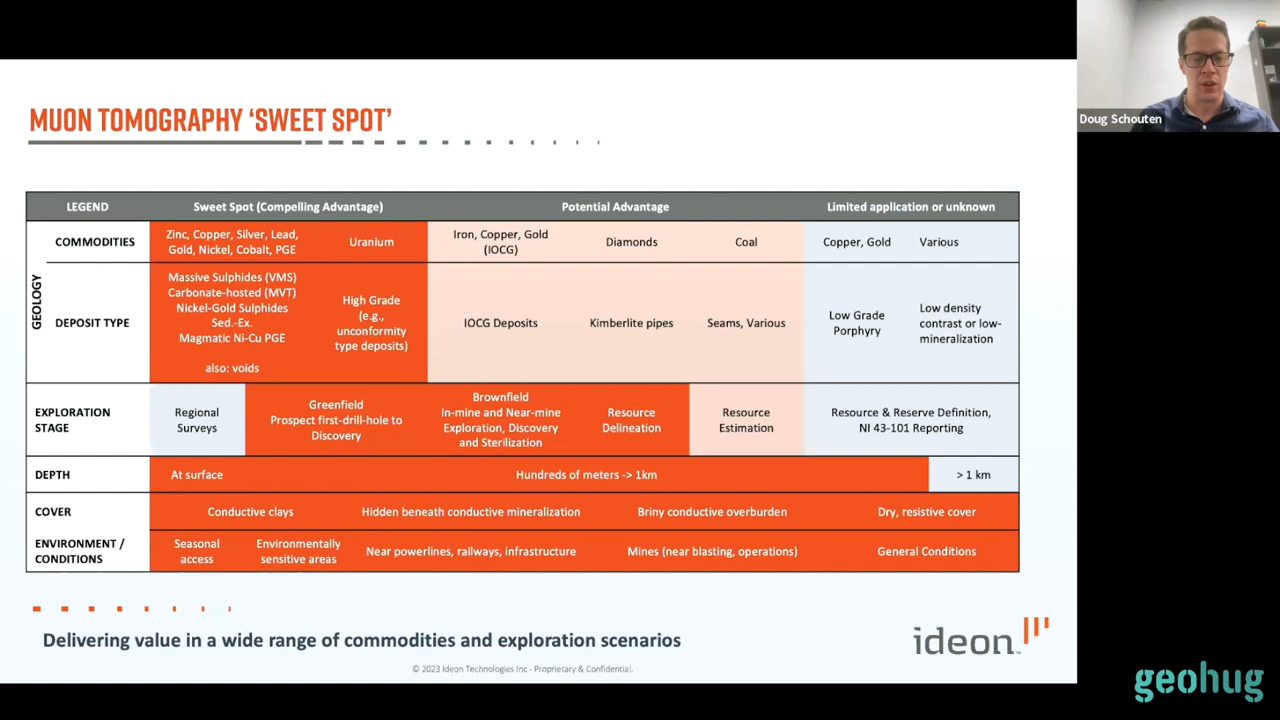 MUON TOMOGRAPHY ‘SWEET SPOT’
Doug Schouten
LEGEND
Sweet Spot (Compelling Advantage)
Potential Advantage
Limited application or unknown
GEOLOGY
COMMODITIES
Zinc, Copper, Silver, Lead,
Gold, Nickel, Cobalt, PGE
Uranium
Iron, Copper, Gold
(IOCG)
Diamonds
Coal
Copper, Gold
Various
DEPOSIT TYPE
Massive Sulphides (VMS)
Carbonate-hosted (MVT)
Nickel-Gold Sulphides
Sed.-Ex.
Magmatic Ni-Cu PGE
also: voids
High Grade
(e.g.,
unconformity
type deposits)
IOCG Deposits
Kimberlite pipes
Seams, Various
Low Grade
Porphyry
Low density
contrast or low-
mineralization
EXPLORATION
STAGE
Regional
Surveys
Greenfield
Prospect first-drill-hole to
Discovery
Brownfield
In-mine and Near-mine
Exploration, Discovery
and Sterilization
Resource
Delineation
Resource
Estimation
Resource & Reserve Definition,
NI 43-101 Reporting
DEPTH
At surface
Hundreds of meters -> 1km
> 1 km
COVER
Conductive clays
Hidden beneath conductive mineralization
Briny conductive overburden
Dry, resistive cover
ENVIRONMENT /
CONDITIONS
Seasonal
access
Environmentally
sensitive areas
Near powerlines, railways, infrastructure
Mines (near blasting, operations)
General Conditions
Delivering value in a wide range of commodities and exploration scenarios
ideon
© 2023 Ideon Technologies Inc - Proprietary & Confidential.
geohug